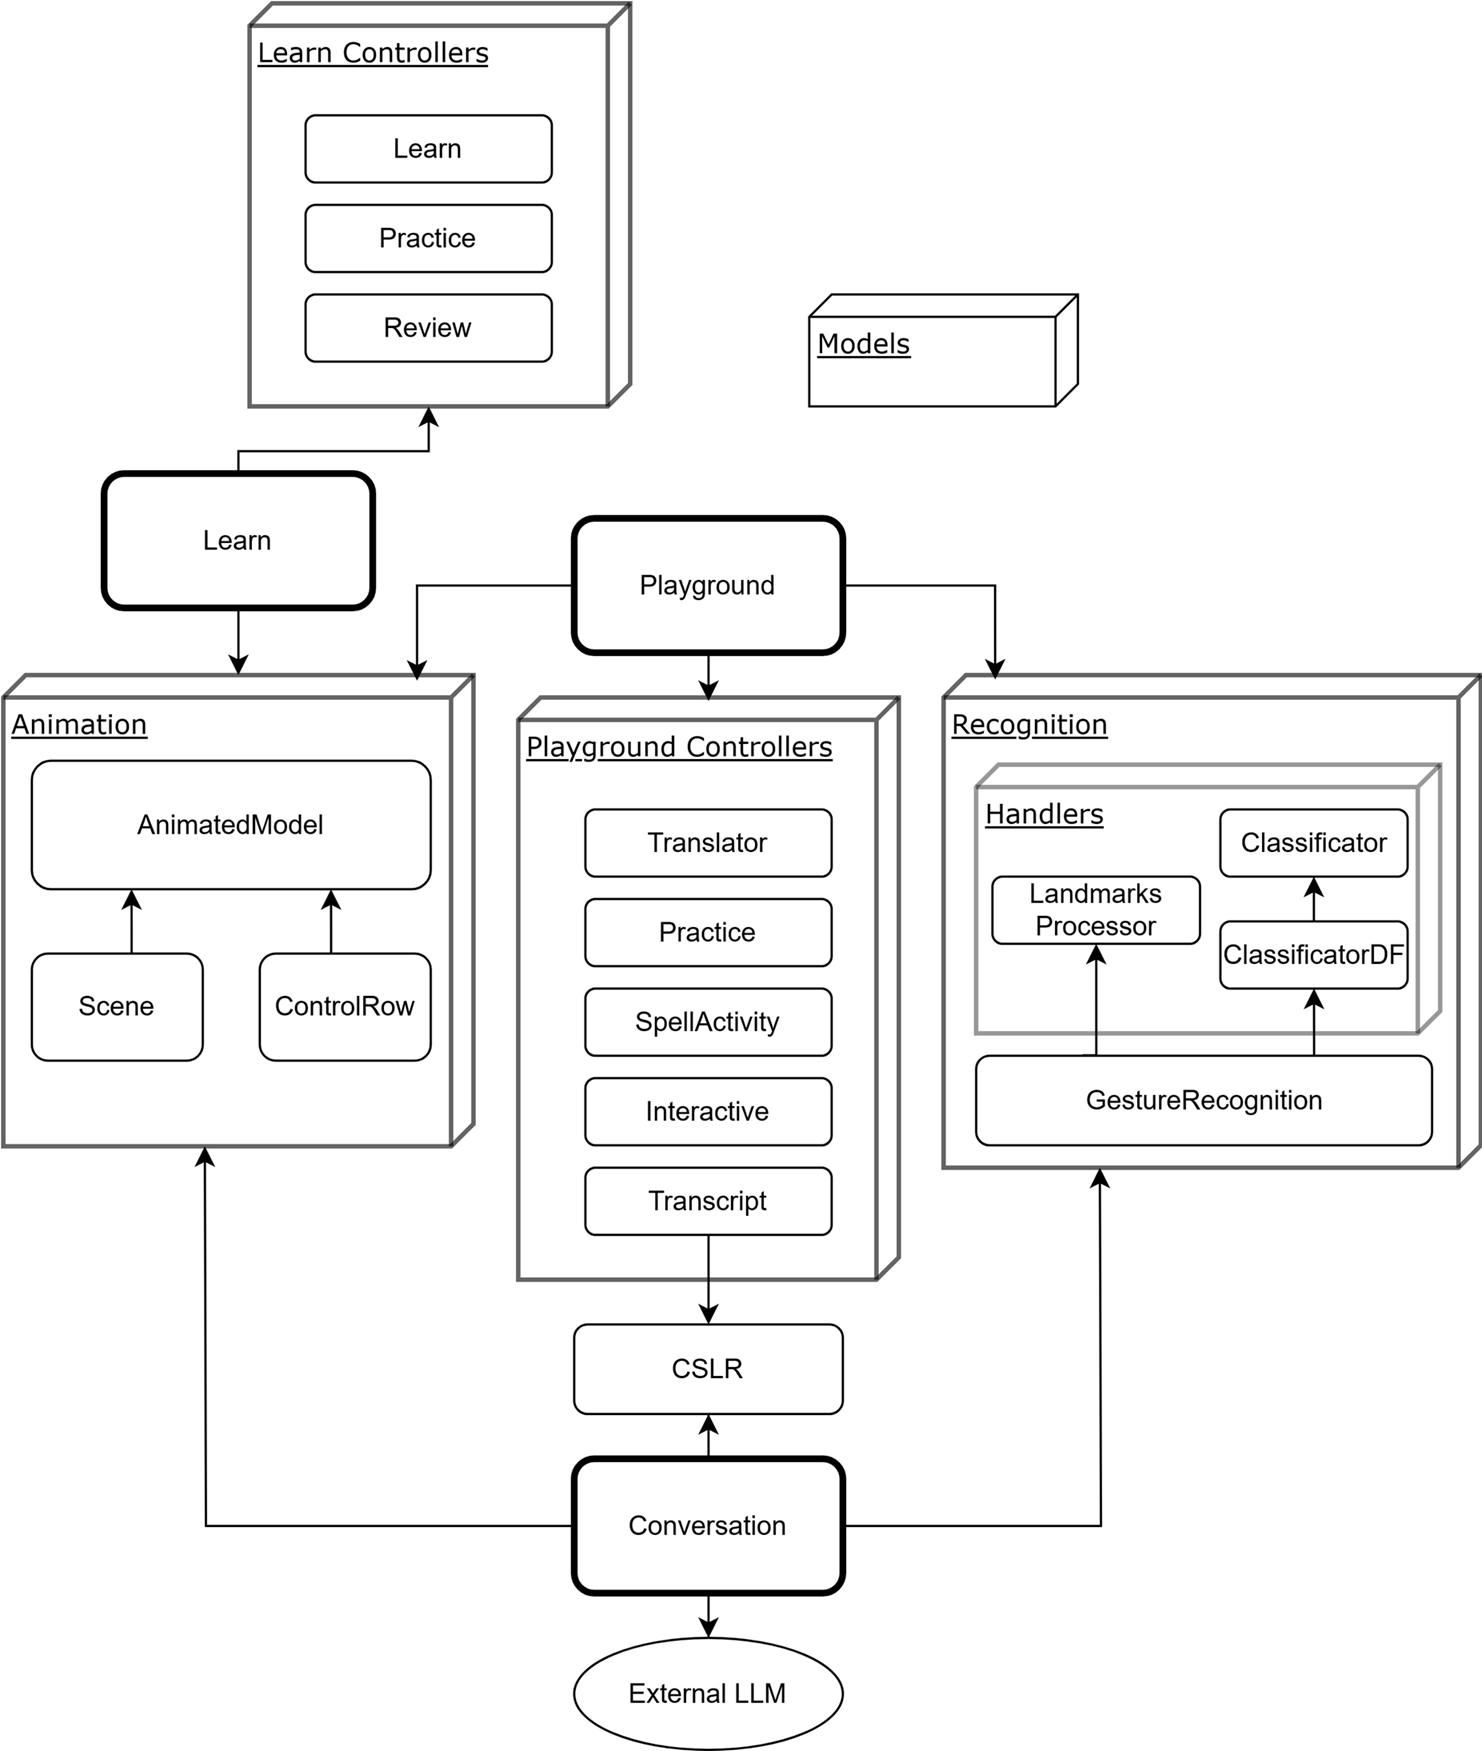 Learn Controllers
Learn
Practice
Review
Models
Learn
Playground
Animation
AnimatedModel
Scene
ControlRow
Playground Controllers
Translator
Practice
SpellActivity
Interactive
Transcript
Recognition
Handlers
Classificator
Landmarks
Processor
ClassificatorDF
GestureRecognition
CSLR
Conversation
External LLM